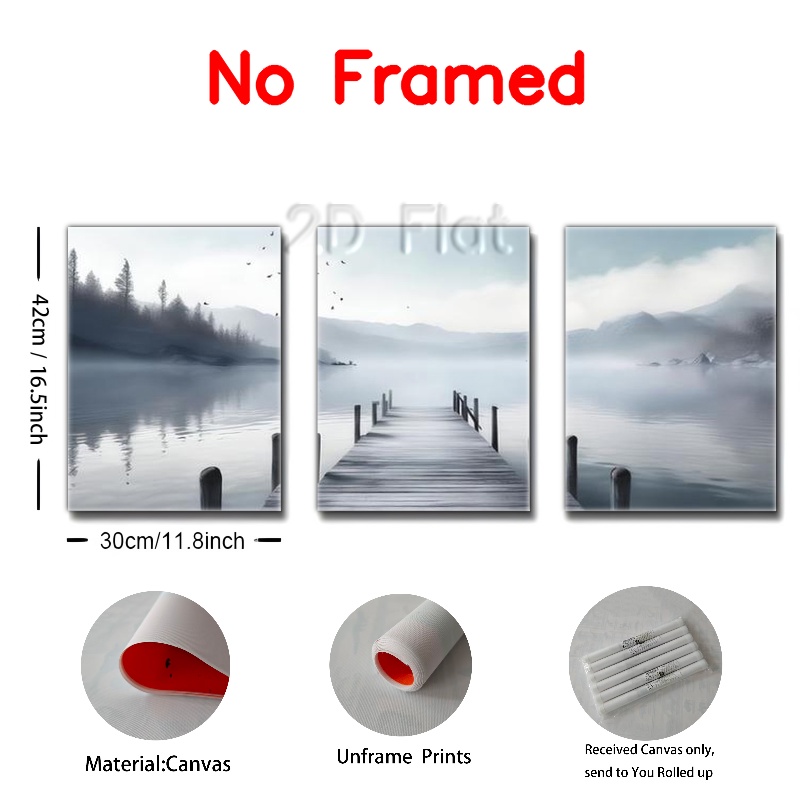 No Framed
2D Flat
42cm / 16.5inch
30cm/11.8inch
Material:Canvas
Unframe Prints
Received Canvas only,
send to You Rolled up